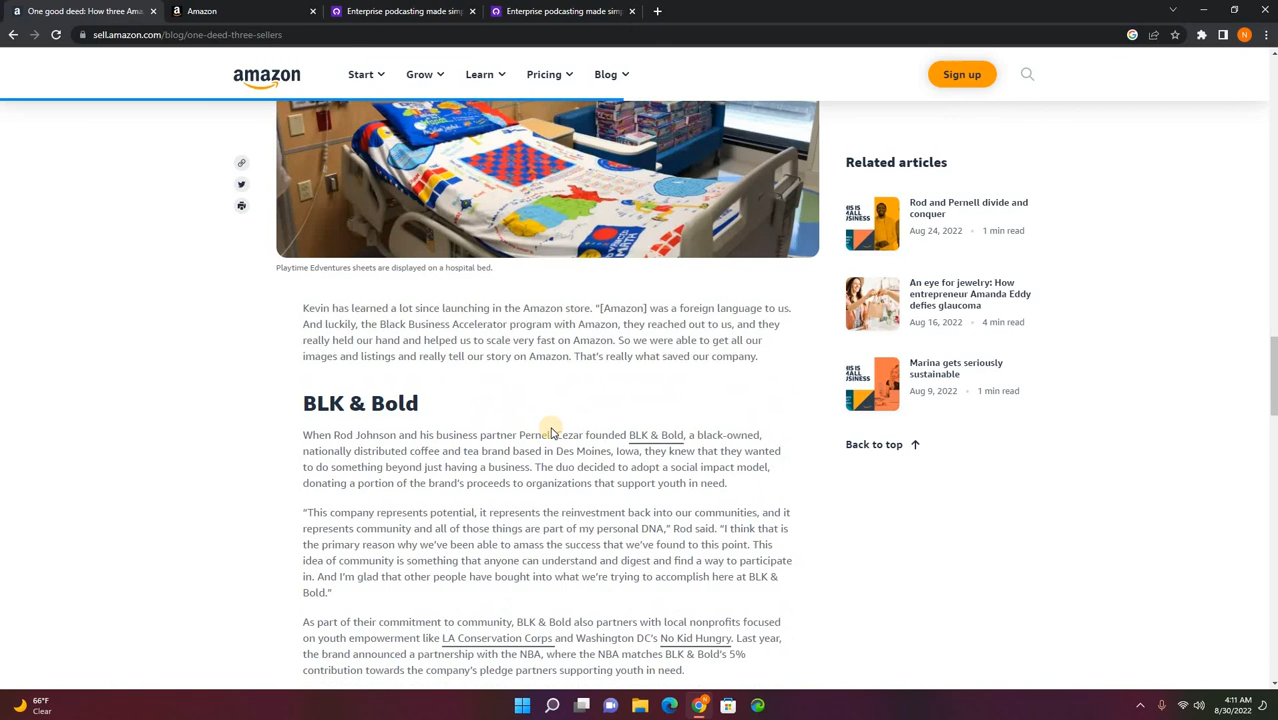 One good deed: How three Ama
Amazon
Enterprise podcasting made sim
Enterprise podcasting made sim
sell.amazon.com/blog/one-deed-three-sellers
N
amazon
Start
Grow
Learn
Pricing
Blog
Sign up
Playtime Edventures sheets are displayed on a hospital bed.
Kevin has learned a lot since launching in the Amazon store. “[Amazon] was a foreign language to us.
And luckily, the Black Business Accelerator program with Amazon, they reached out to us, and they
really held our hand and helped us to scale very fast on Amazon. So we were able to get all our
images and listings and really tell our story on Amazon. That’s really what saved our company.
BLK & Bold
When Rod Johnson and his business partner Pernell Cezar founded BLK & Bold, a black-owned,
nationally distributed coffee and tea brand based in Des Moines, Iowa, they knew that they wanted
to do something beyond just having a business. The duo decided to adopt a social impact model,
donating a portion of the brand’s proceeds to organizations that support youth in need.
“This company represents potential, it represents the reinvestment back into our communities, and it
represents community and all of those things are part of my personal DNA,” Rod said. “I think that is
the primary reason why we’ve been able to amass the success that we’ve found to this point. This
idea of community is something that anyone can understand and digest and find a way to participate
in. And I’m glad that other people have bought into what we’re trying to accomplish here at BLK &
Bold.”
As part of their commitment to community, BLK & Bold also partners with local nonprofits focused
on youth empowerment like LA Conservation Corps and Washington DC’s No Kid Hungry. Last year,
the brand announced a partnership with the NBA, where the NBA matches BLK & Bold’s 5%
contribution towards the company’s pledge partners supporting youth in need.
Related articles
Rod and Pernell divide and
conquer
Aug 24, 2022 • 1 min read
An eye for jewelry: How
entrepreneur Amanda Eddy
defies glaucoma
Aug 16, 2022 • 4 min read
Marina gets seriously
sustainable
Aug 9, 2022 • 1 min read
Back to top
66°F
Clear
4:11 AM
8/30/2022